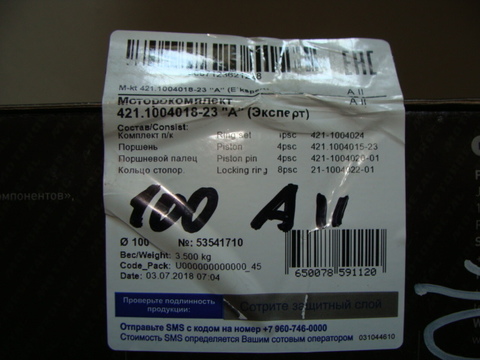 EAC
М-kt 421.1004018-23 "А" (Е
А II
Моторокомплект
А II
421.1004018-23 "А" (Эксперт)
Состав/Consist:
Комплект п/к Ring Set 1psc 421-1004024
Поршень Piston 4psc 421.1004015-23
Поршневой палец Piston pin 4psc 421-1004020-01
Кольцо стопор Locking ring 8psc 21-1004022-01
100 А II
Ø 100 №: 53541710
Вес/Weight: 3.500 kg
Code_Pack: U000000000000_45
Date: 03.07.2018 07:04
650078 591120
Проверьте подлинность продукции:
Сотрите защитный слой
Отправьте SMS с кодом на номер +7 960-746-0000
Стоимость SMS определяется Вашим сотовым оператором 031044610
омпонентов»,